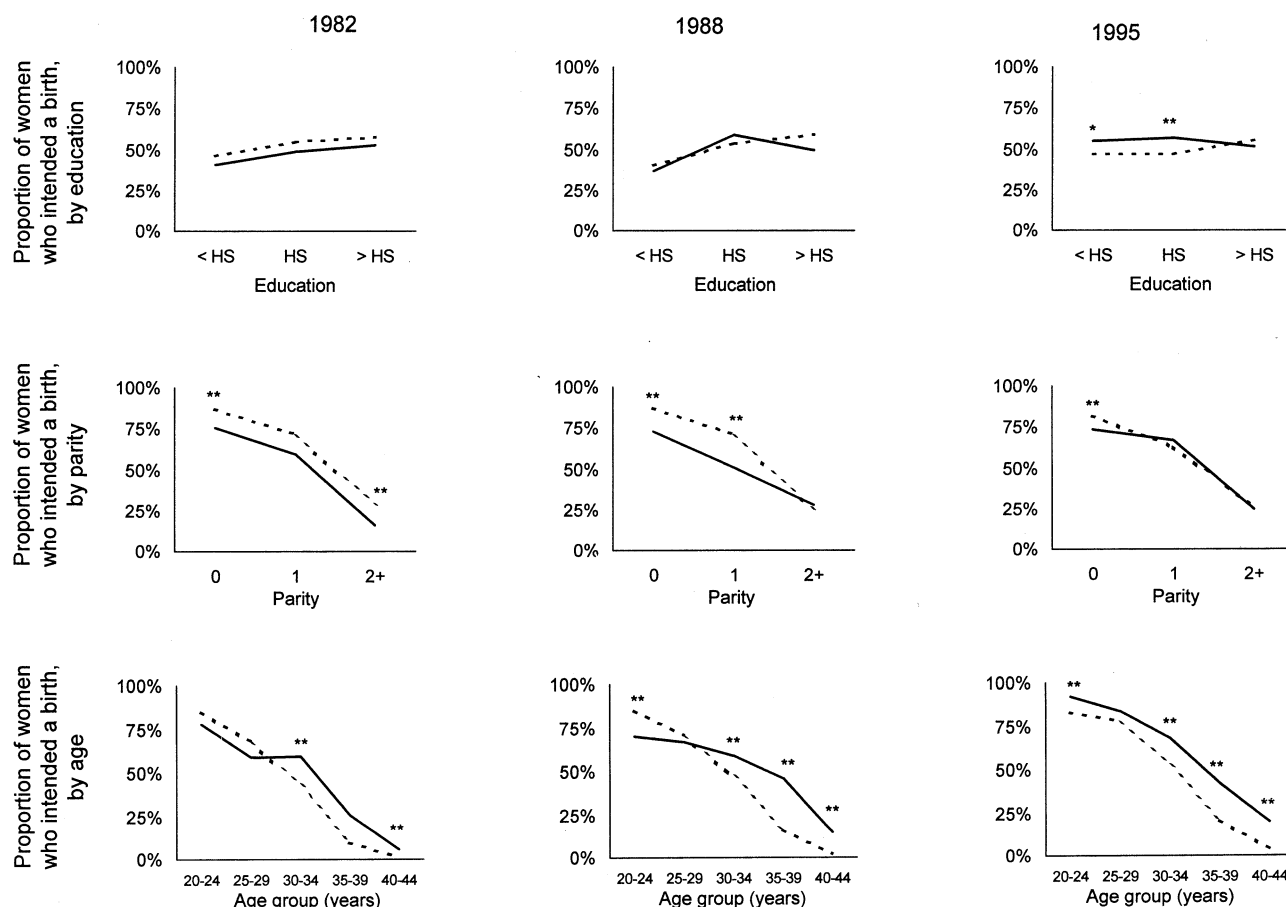 1982
1988
1995
Proportion of women
who intended a birth,
by education
100%
75%
50%
25%
0%
< HS HS > HS
Education
100%
75%
50%
25%
0%
< HS HS > HS
Education
100%
75%
50%
25%
0%
* **
< HS HS > HS
Education
Proportion of women
who intended a birth,
by parity
100%
75%
50%
25%
0%
**
**
0 1 2+
Parity
100%
75%
50%
25%
0%
**
**
0 1 2+
Parity
100%
75%
50%
25%
0%
**
0 1 2+
Parity
Proportion of women
who intended a birth,
by age
100%
75%
50%
25%
0%
**
**
20-24 25-29 30-34 35-39 40-44
Age group (years)
100%
75%
50%
25%
0%
**
**
**
**
20-24 25-29 30-34 35-39 40-44
Age group (years)
100%
75%
50%
25%
0%
**
**
**
**
20-24 25-29 30-34 35-39 40-44
Age group (years)